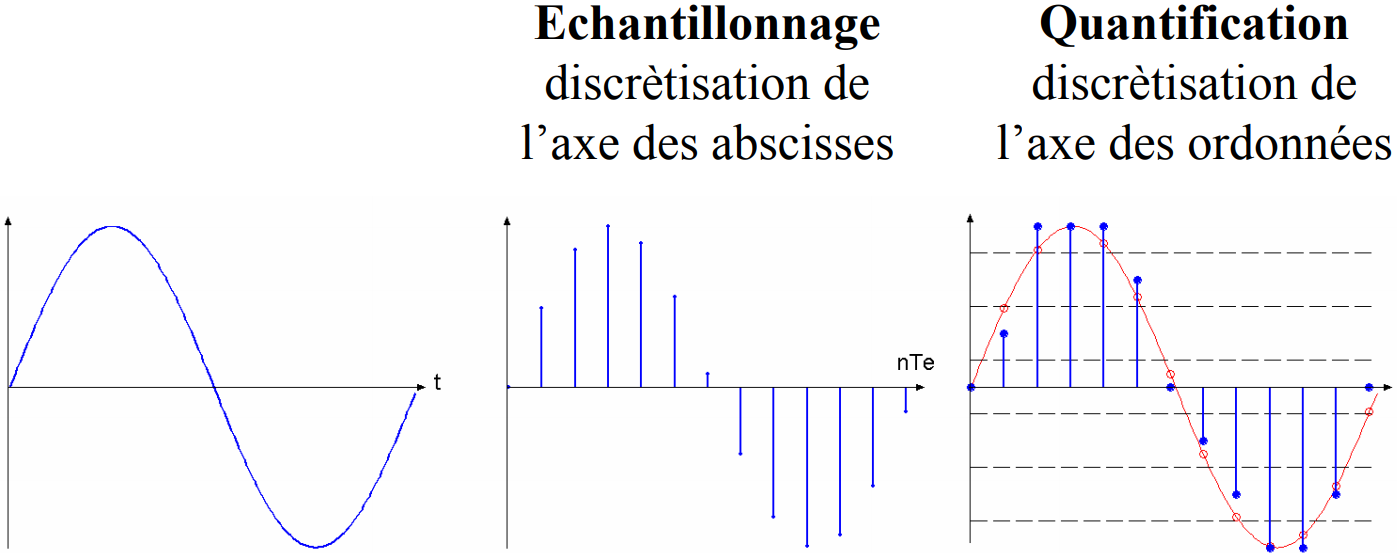 Echantillonnage
discrètisation de
l’axe des abscisses
Quantification
discrètisation de
l’axe des ordonnées
t
nTe